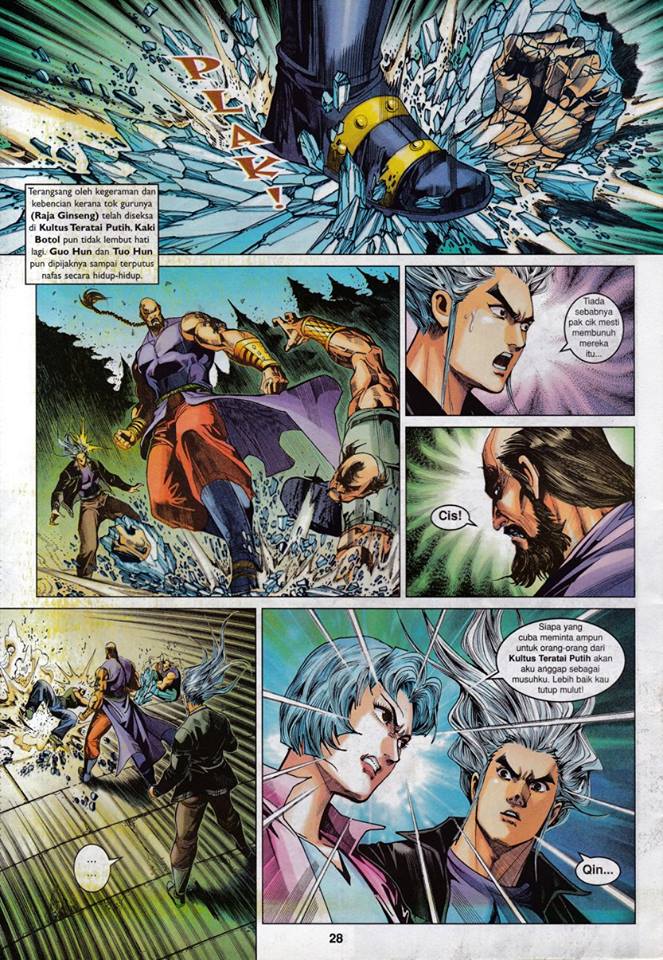 PLAK!
Terangsang oleh kegeraman dan
kebencian kerana tok gurunya
(Raja Ginseng) telah diseksa
di Kultus Teratai Putih, Kaki
Botol pun tidak lembut hati
lagi. Guo Hun dan Tuo Hun
pun dipijaknya sampai terputus
nafas secara hidup-hidup.
Tiada
sebabnya
pak cik mesti
membunuh
mereka
itu...
Cis!
...
...
Siapa yang
cuba meminta ampun
untuk orang-orang dari
Kultus Teratai Putih akan
aku anggap sebagai
musuhku. Lebih baik kau
tutup mulut!
Qin...
28